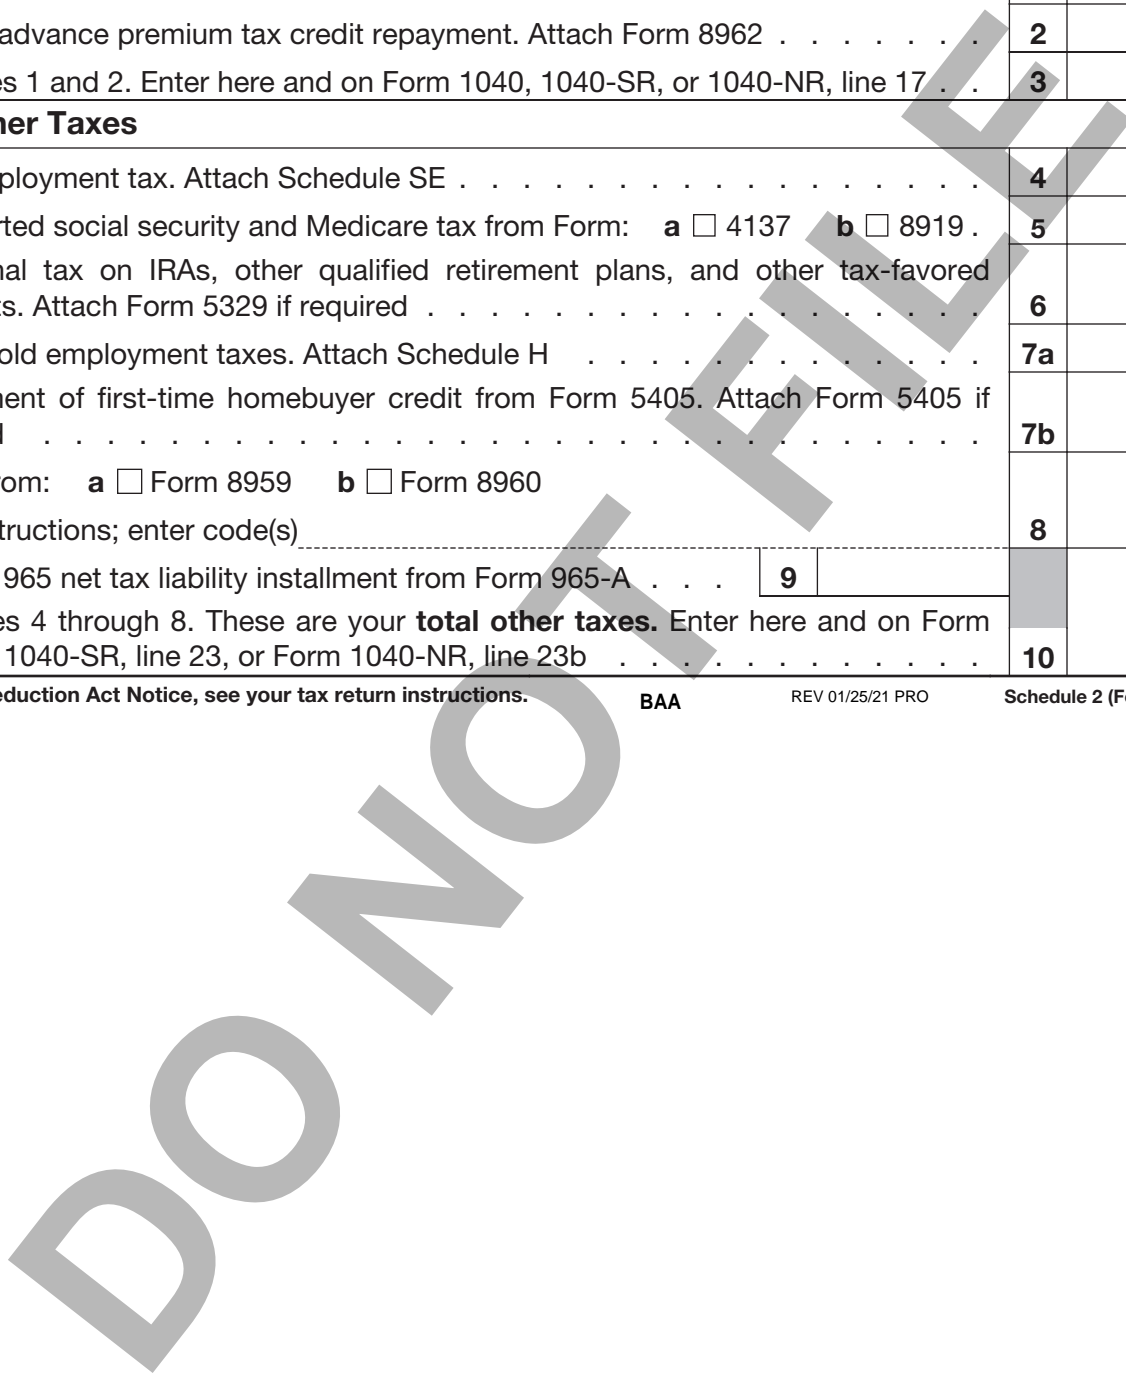 advance premium tax credit repayment. Attach Form 8962 . . . . . . . 2
es 1 and 2. Enter here and on Form 1040, 1040-SR, or 1040-NR, line 17 . . 3
her Taxes
ployment tax. Attach Schedule SE . . . . . . . . . . . . . . . . . 4
rted social security and Medicare tax from Form: a ☐ 4137 b ☐ 8919 . 5
nal tax on IRAs, other qualified retirement plans, and other tax-favored
ts. Attach Form 5329 if required . . . . . . . . . . . . . . . . . . 6
old employment taxes. Attach Schedule H . . . . . . . . . . . . . 7a
ment of first-time homebuyer credit from Form 5405. Attach Form 5405 if
d . . . . . . . . . . . . . . . . . . . . . . . . . . . . . . 7b
rom: a ☐ Form 8959 b ☐ Form 8960
tructions; enter code(s) 8
965 net tax liability installment from Form 965-A . . . 9
es 4 through 8. These are your total other taxes. Enter here and on Form
1040-SR, line 23, or Form 1040-NR, line 23b . . . . . . . . . . . . 10
eduction Act Notice, see your tax return instructions. BAA REV 01/25/21 PRO Schedule 2 (Fo
DO NOT FILE